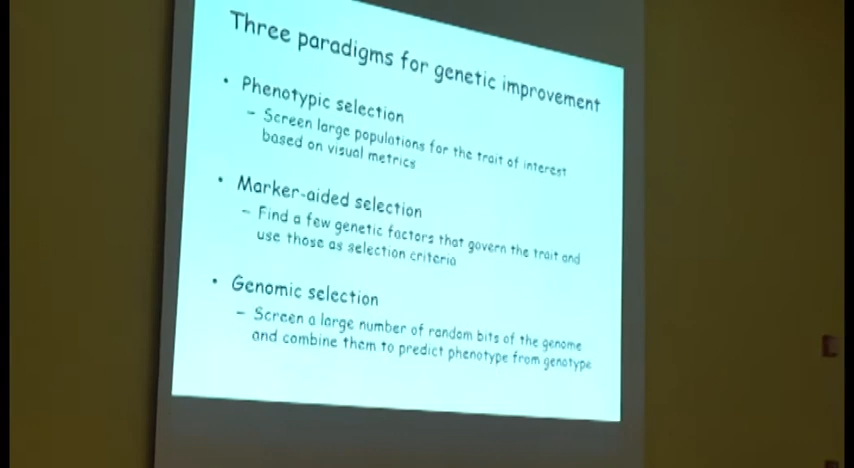 Three paradigms for genetic improvement
• Phenotypic selection
– Screen large populations for the trait of interest
based on visual metrics
• Marker-aided selection
– Find a few genetic factors that govern the trait and
use those as selection criteria
• Genomic selection
– Screen a large number of random bits of the genome
and combine them to predict phenotype from genotype